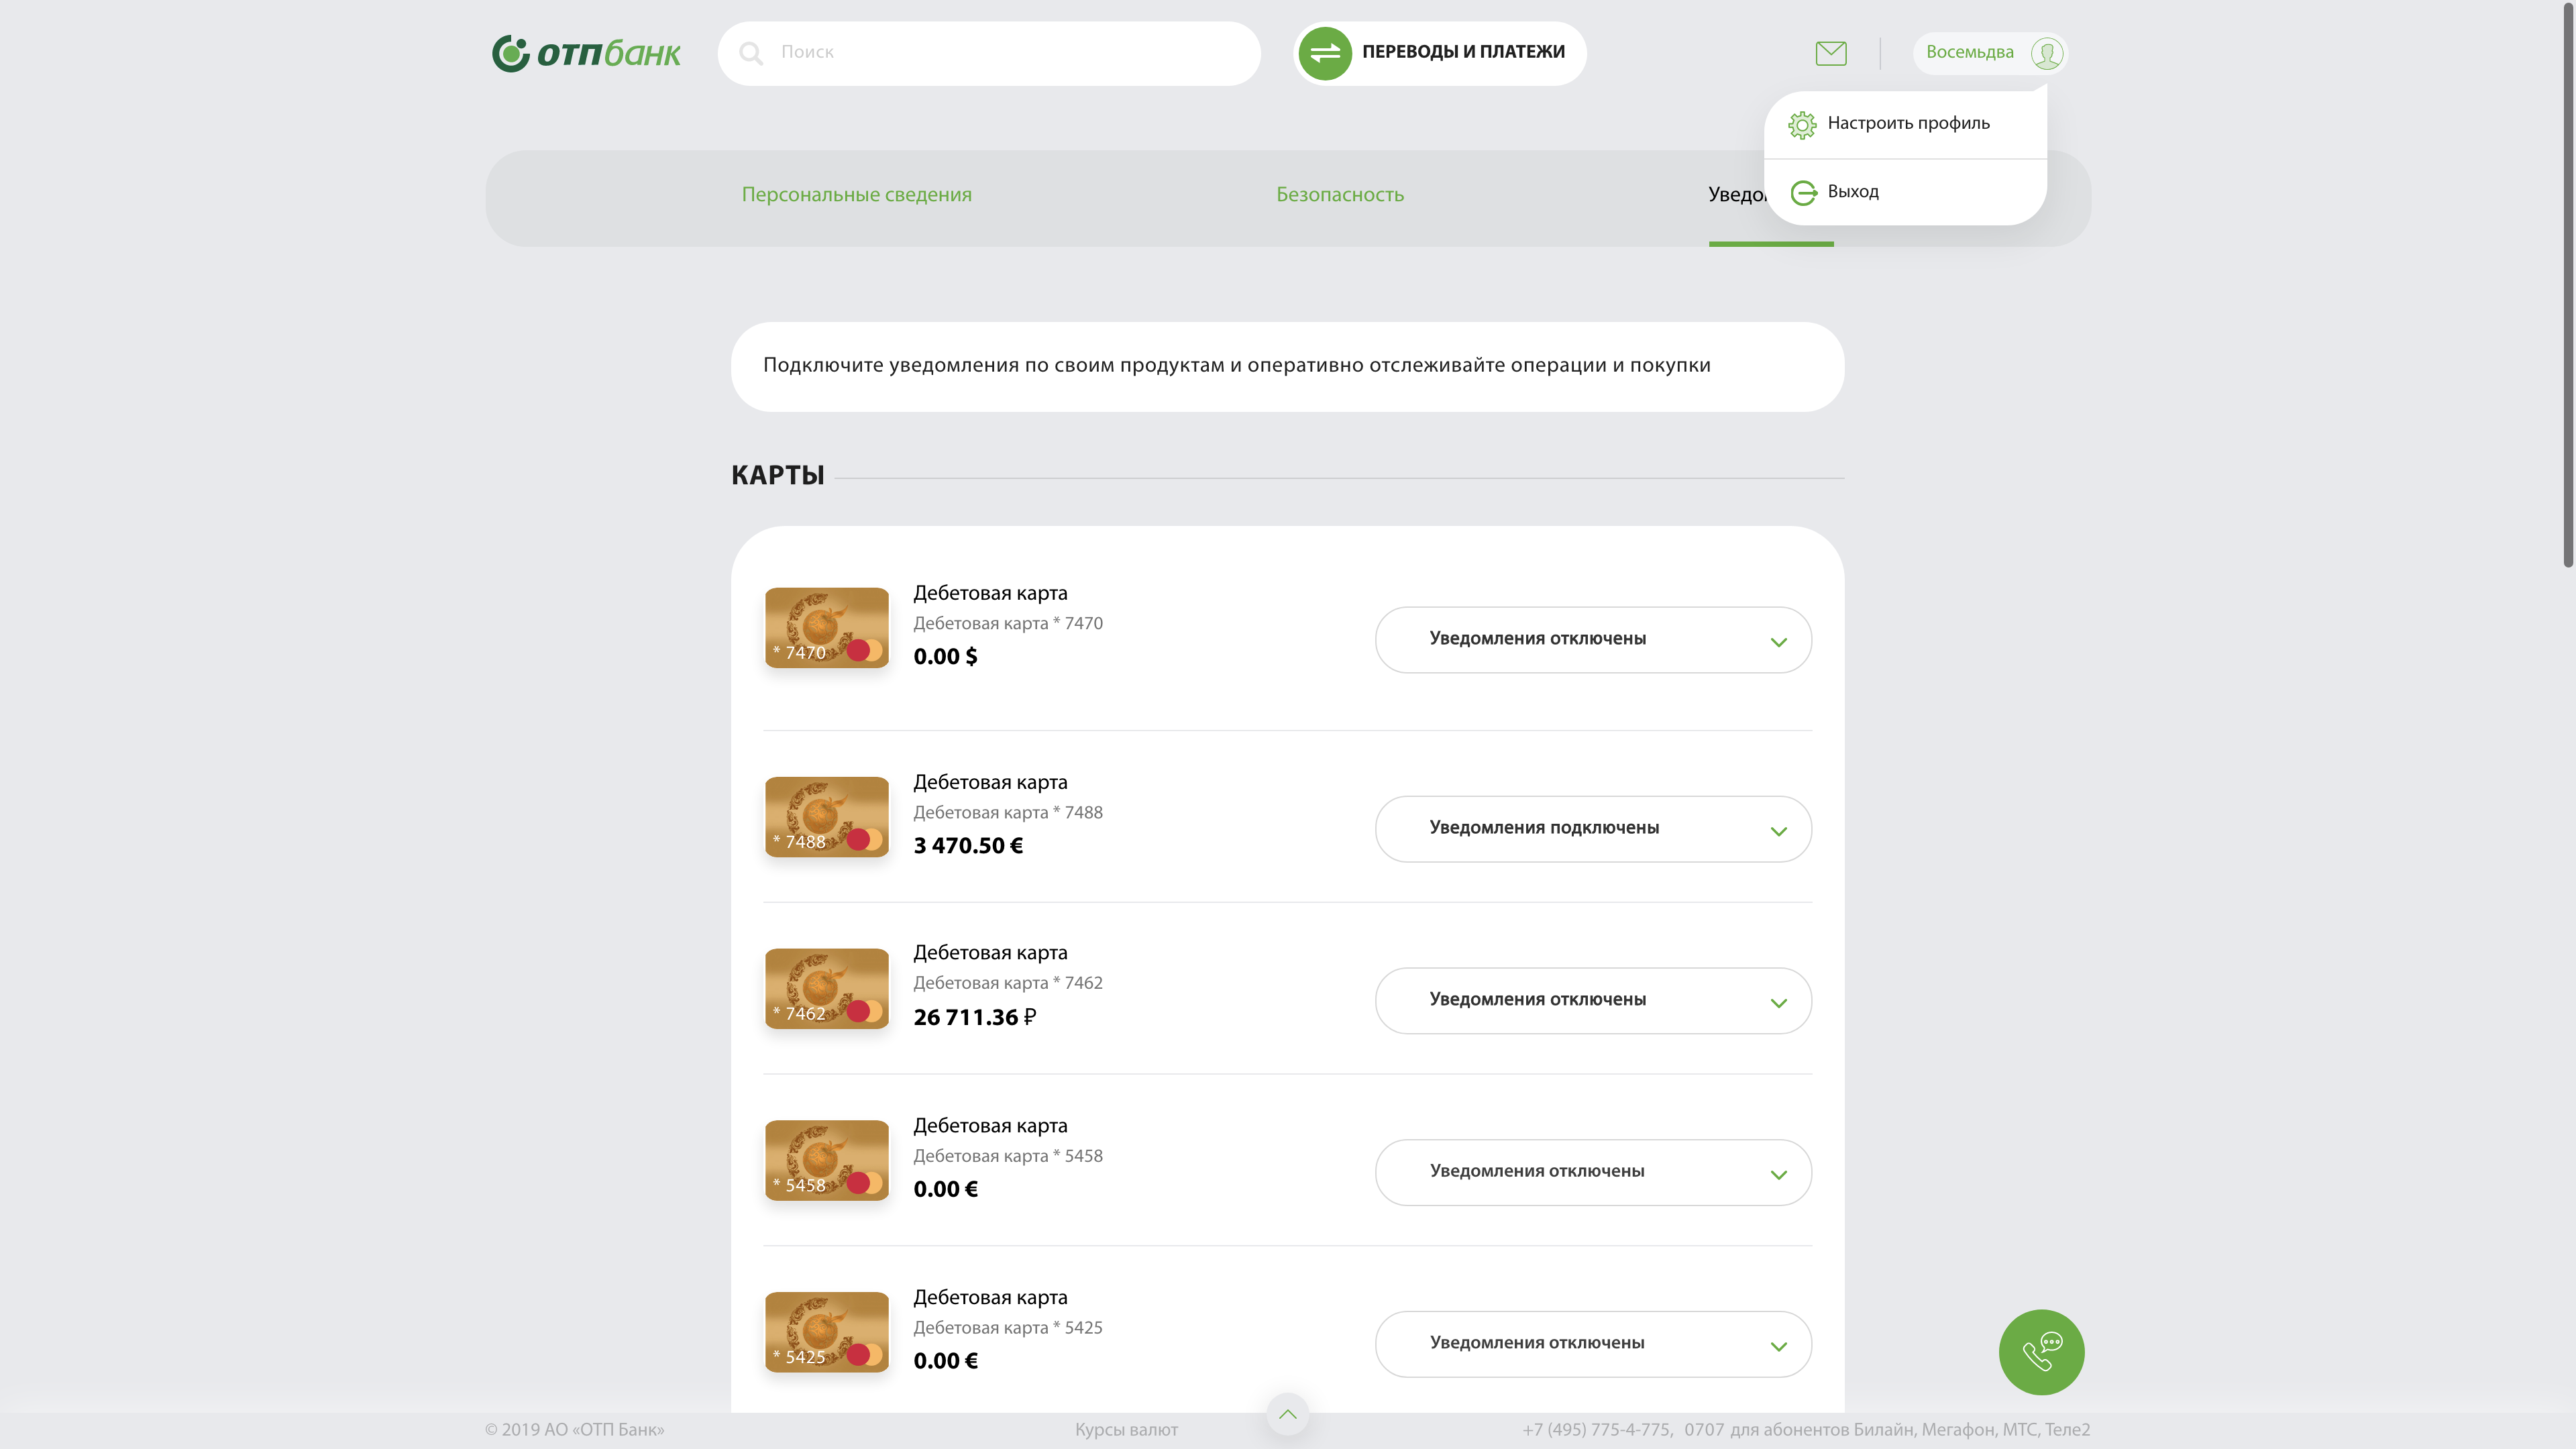 отпбанк
Поиск
ПЕРЕВОДЫ И ПЛАТЕЖИ
Восемьдва
Настроить профиль
Выход
Персональные сведения
Безопасность
Уведо
Подключите уведомления по своим продуктам и оперативно отслеживайте операции и покупки
КАРТЫ
* 7470
Дебетовая карта
Дебетовая карта * 7470
0.00 $
Уведомления отключены
* 7488
Дебетовая карта
Дебетовая карта * 7488
3 470.50 €
Уведомления подключены
* 7462
Дебетовая карта
Дебетовая карта * 7462
26 711.36 ₽
Уведомления отключены
* 5458
Дебетовая карта
Дебетовая карта * 5458
0.00 €
Уведомления отключены
* 5425
Дебетовая карта
Дебетовая карта * 5425
0.00 €
Уведомления отключены
© 2019 АО «ОТП Банк»
Курсы валют
+7 (495) 775-4-775, 0707 для абонентов Билайн, Мегафон, МТС, Теле2